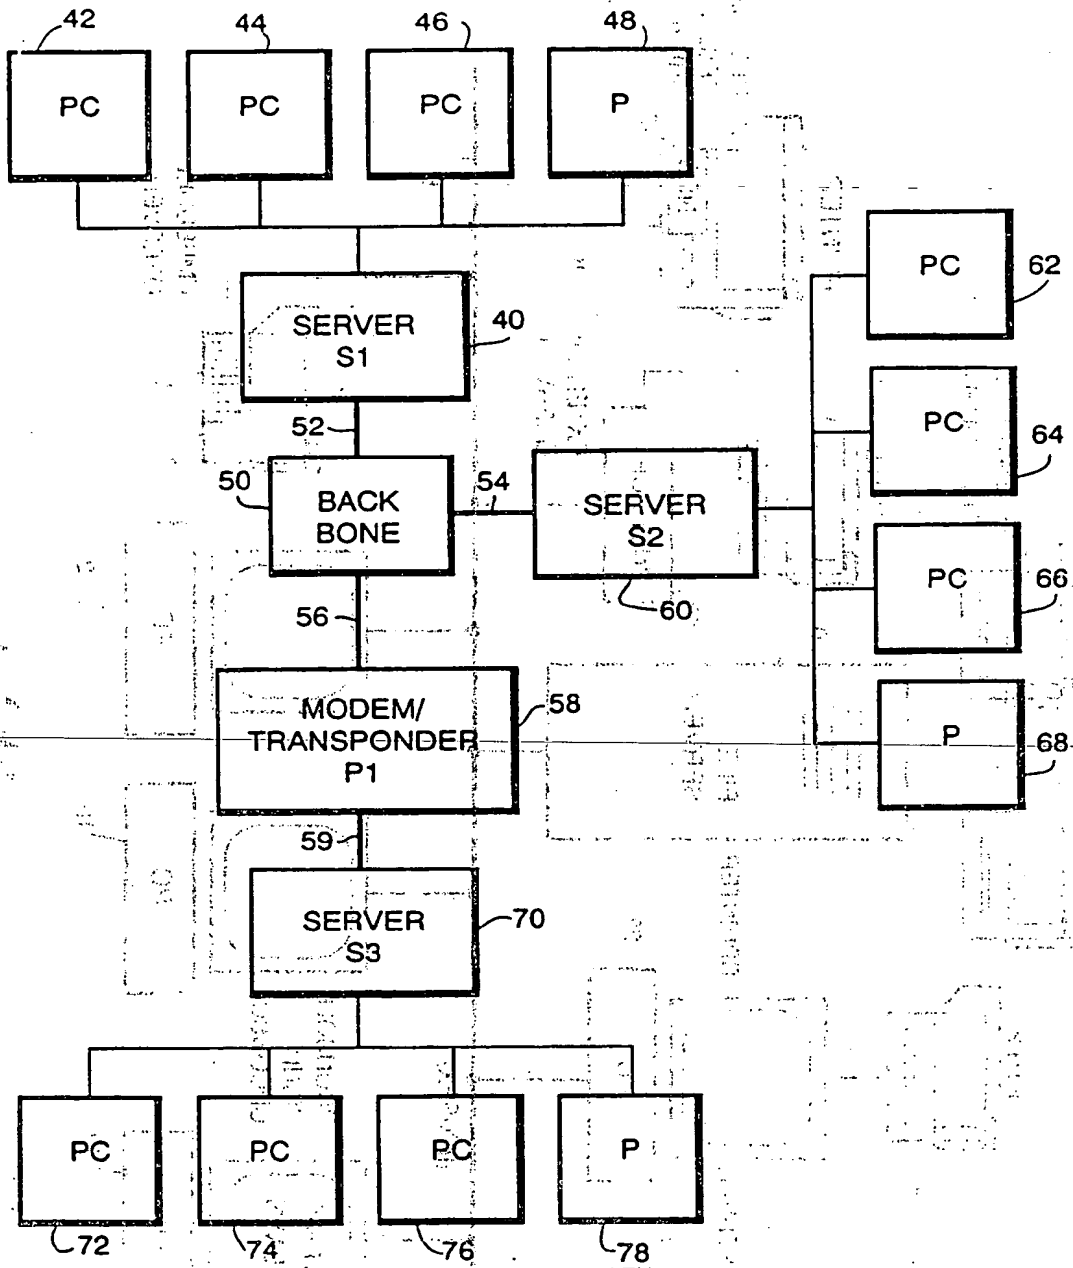 42
44
46
48
PC
PC
PC
P
PC
62
SERVER
S1
40
52
PC
64
50
BACK
BONE
54
SERVER
S2
60
PC
66
56
MODEM/
TRANSPONDER
P1
58
P
68
59
SERVER
S3
70
PC
PC
PC
P
72
74
76
78